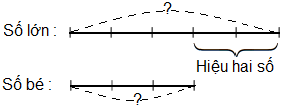 ?
Số lớn :
Hiệu hai số
Số bé :
?